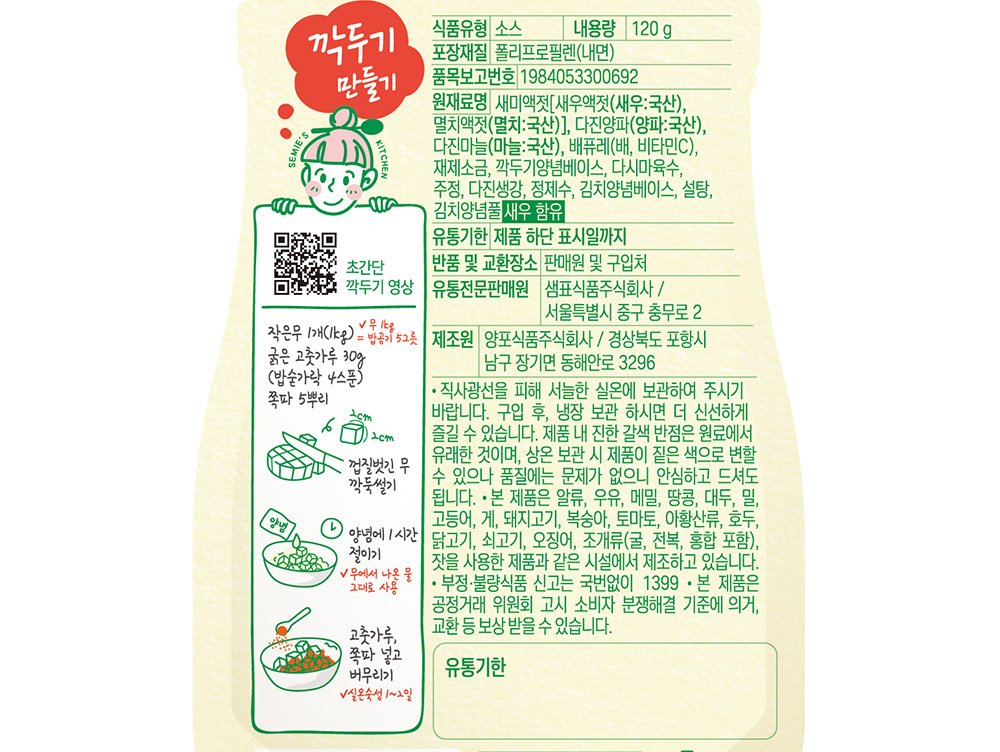 깍두기
만들기
SEMIE'S KITCHEN
초간단
깍두기 영상
작은무 1개(1kg) ✓무 1kg
= 밥공기 5그릇
굵은 고춧가루 30g
(밥숟가락 4스푼)
쪽파 5뿌리
2cm
2cm
껍질벗긴 무
깍둑썰기
양념
양념에 1시간
절이기
✓무에서 나온 물
그대로 사용
고춧가루,
쪽파 넣고
버무리기
✓실온숙성 1~2일
식품유형 소스 내용량 120 g
포장재질 폴리프로필렌(내면)
품목보고번호 1984053300692
원재료명 새미액젓[새우액젓(새우:국산),
멸치액젓(멸치:국산)], 다진양파(양파:국산),
다진마늘(마늘:국산), 배퓨레(배, 비타민C),
재제소금, 깍두기양념베이스, 다시마육수,
주정, 다진생강, 정제수, 김치양념베이스, 설탕,
김치양념풀 새우 함유
유통기한 제품 하단 표시일까지
반품 및 교환장소 판매원 및 구입처
유통전문판매원 샘표식품주식회사 /
서울특별시 중구 충무로 2
제조원 양포식품주식회사 / 경상북도 포항시
남구 장기면 동해안로 3296
• 직사광선을 피해 서늘한 실온에 보관하여 주시기
바랍니다. 구입 후, 냉장 보관 하시면 더 신선하게
즐길 수 있습니다. 제품 내 진한 갈색 반점은 원료에서
유래한 것이며, 상온 보관 시 제품이 짙은 색으로 변할
수 있으나 품질에는 문제가 없으니 안심하고 드셔도
됩니다. • 본 제품은 알류, 우유, 메밀, 땅콩, 대두, 밀,
고등어, 게, 돼지고기, 복숭아, 토마토, 아황산류, 호두,
닭고기, 쇠고기, 오징어, 조개류(굴, 전복, 홍합 포함),
잣을 사용한 제품과 같은 시설에서 제조하고 있습니다.
• 부정·불량식품 신고는 국번없이 1399 • 본 제품은
공정거래 위원회 고시 소비자 분쟁해결 기준에 의거,
교환 등 보상 받을 수 있습니다.
유통기한